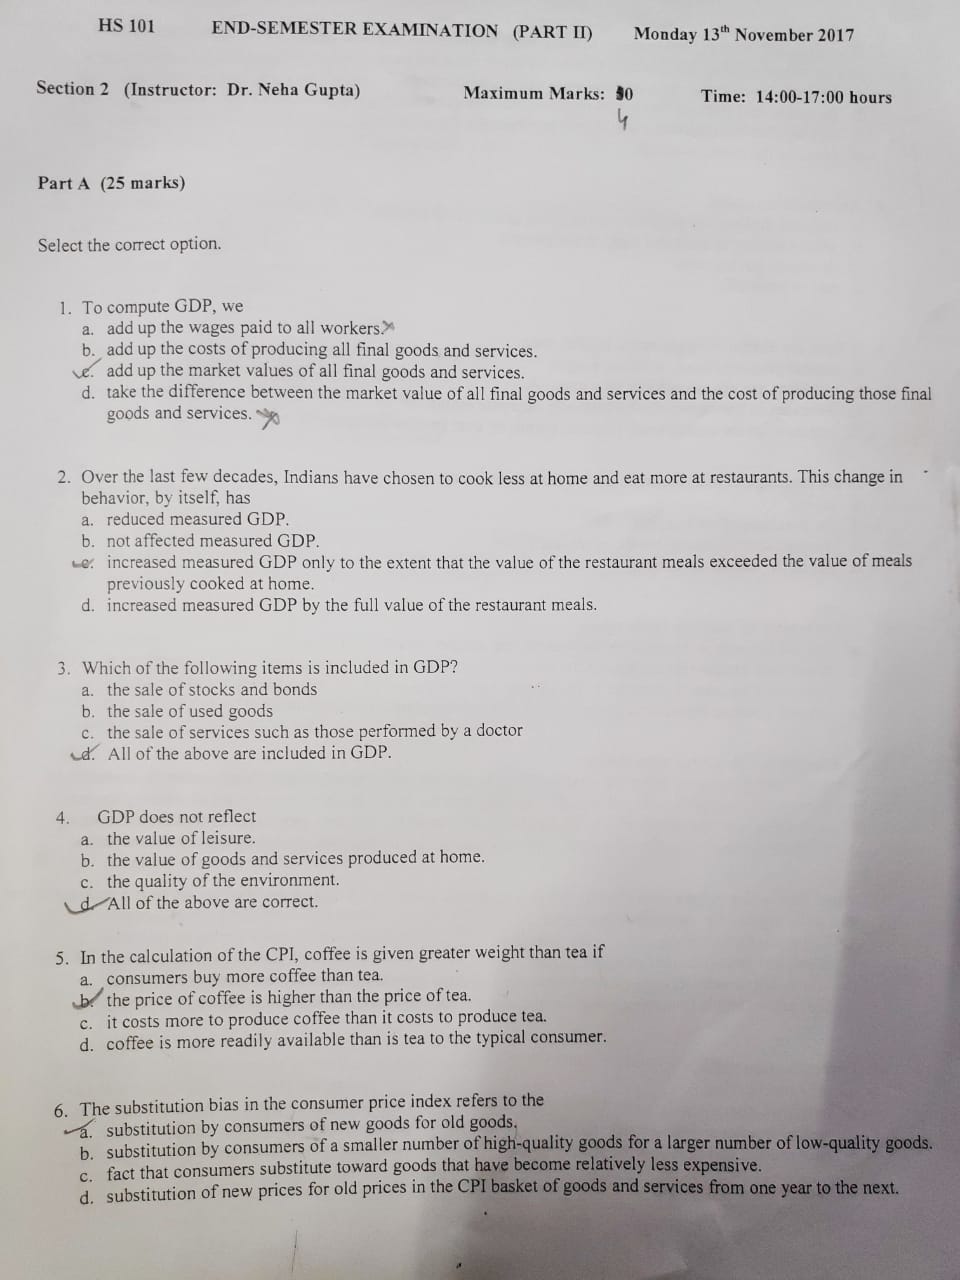 HS 101 END-SEMESTER EXAMINATION (PART II) Monday 13th November 2017
Section 2 (Instructor: Dr. Neha Gupta) Maximum Marks: 0 Time: 14:00-17:00 hours
4
Part A (25 marks)
Select the correct option.
1. To compute GDP, we
a. add up the wages paid to all workers.
b. add up the costs of producing all final goods and services.
c. add up the market values of all final goods and services.
d. take the difference between the market value of all final goods and services and the cost of producing those final
goods and services.
2. Over the last few decades, Indians have chosen to cook less at home and eat more at restaurants. This change in
behavior, by itself, has
a. reduced measured GDP.
b. not affected measured GDP.
c. increased measured GDP only to the extent that the value of the restaurant meals exceeded the value of meals
previously cooked at home.
d. increased measured GDP by the full value of the restaurant meals.
3. Which of the following items is included in GDP?
a. the sale of stocks and bonds
b. the sale of used goods
c. the sale of services such as those performed by a doctor
d. All of the above are included in GDP.
4. GDP does not reflect
a. the value of leisure.
b. the value of goods and services produced at home.
c. the quality of the environment.
d. All of the above are correct.
5. In the calculation of the CPI, coffee is given greater weight than tea if
a. consumers buy more coffee than tea.
b. the price of coffee is higher than the price of tea.
c. it costs more to produce coffee than it costs to produce tea.
d. coffee is more readily available than is tea to the typical consumer.
6. The substitution bias in the consumer price index refers to the
a. substitution by consumers of new goods for old goods.
b. substitution by consumers of a smaller number of high-quality goods for a larger number of low-quality goods.
c. fact that consumers substitute toward goods that have become relatively less expensive.
d. substitution of new prices for old prices in the CPI basket of goods and services from one year to the next.